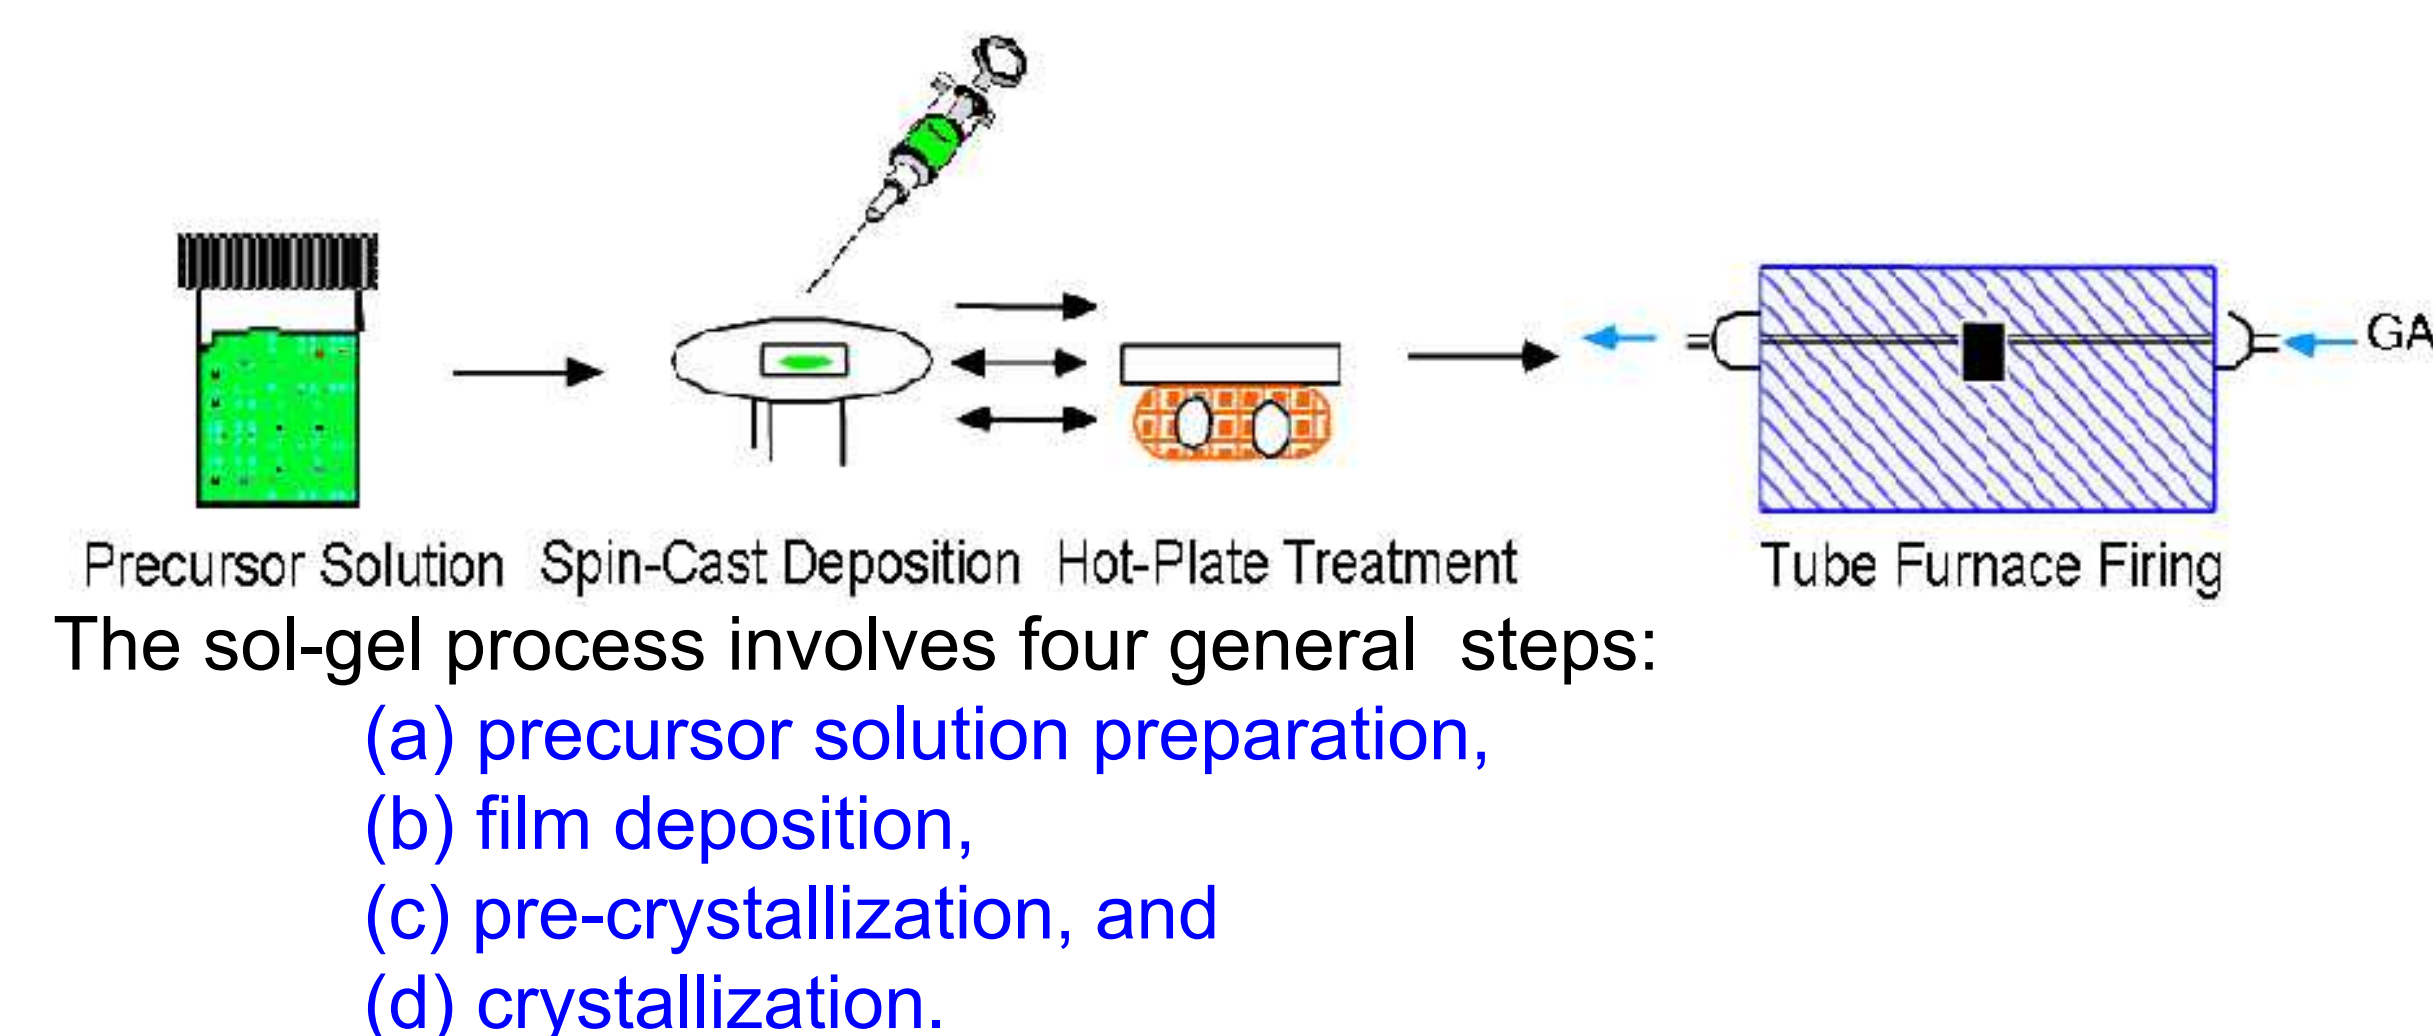 GA
Precursor Solution Spin-Cast Deposition Hot-Plate Treatment Tube Furnace Firing
The sol-gel process involves four general steps:
(a) precursor solution preparation,
(b) film deposition,
(c) pre-crystallization, and
(d) crystallization.